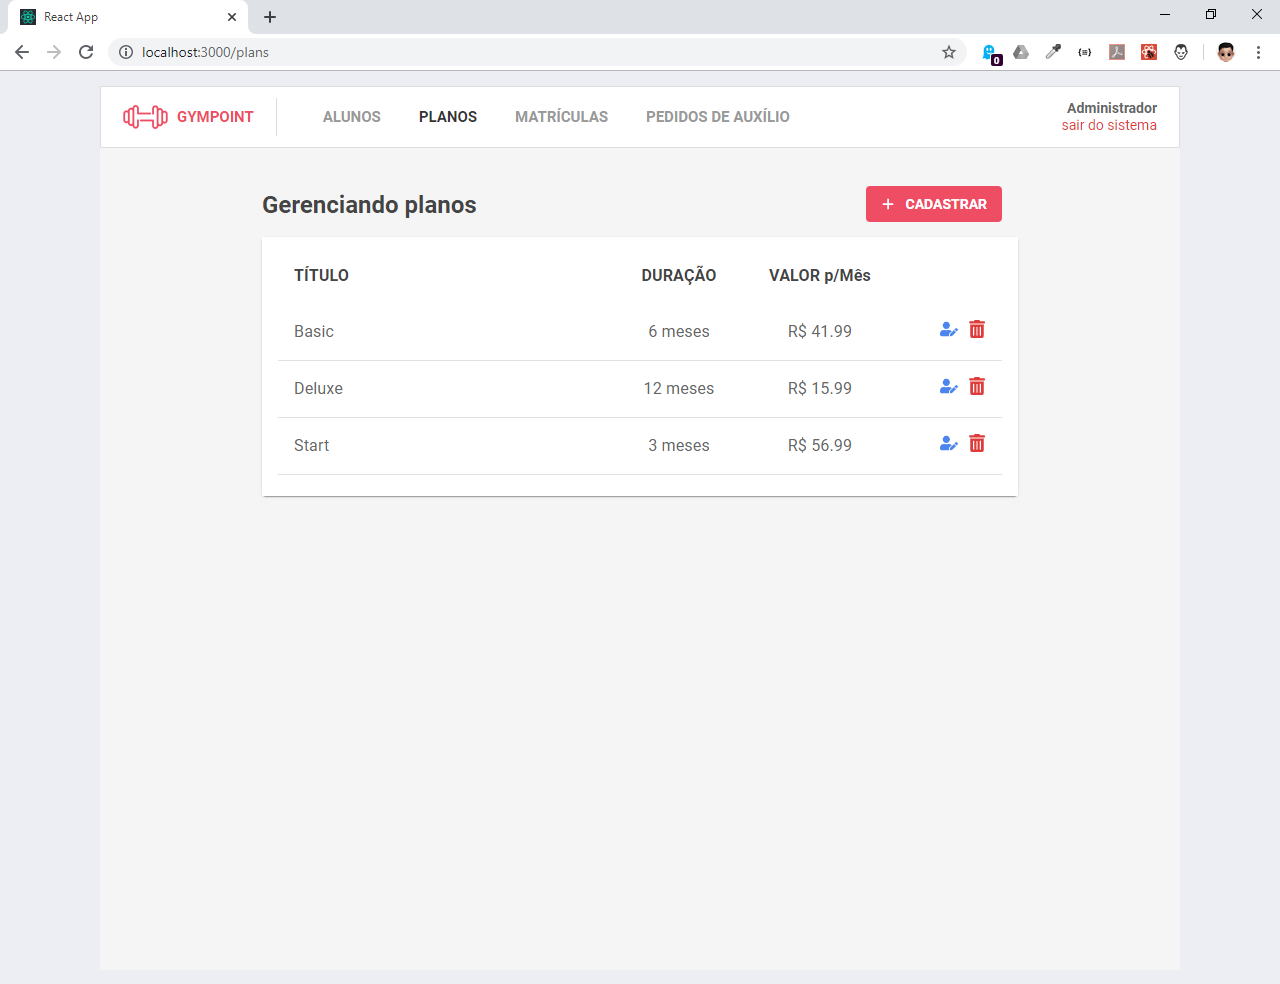 React App
localhost:3000/plans
0
GYMPOINT
ALUNOS
PLANOS
MATRÍCULAS
PEDIDOS DE AUXÍLIO
Administrador
sair do sistema
Gerenciando planos
+ CADASTRAR
TÍTULO DURAÇÃO VALOR p/Mês
Basic 6 meses R$ 41.99
Deluxe 12 meses R$ 15.99
Start 3 meses R$ 56.99